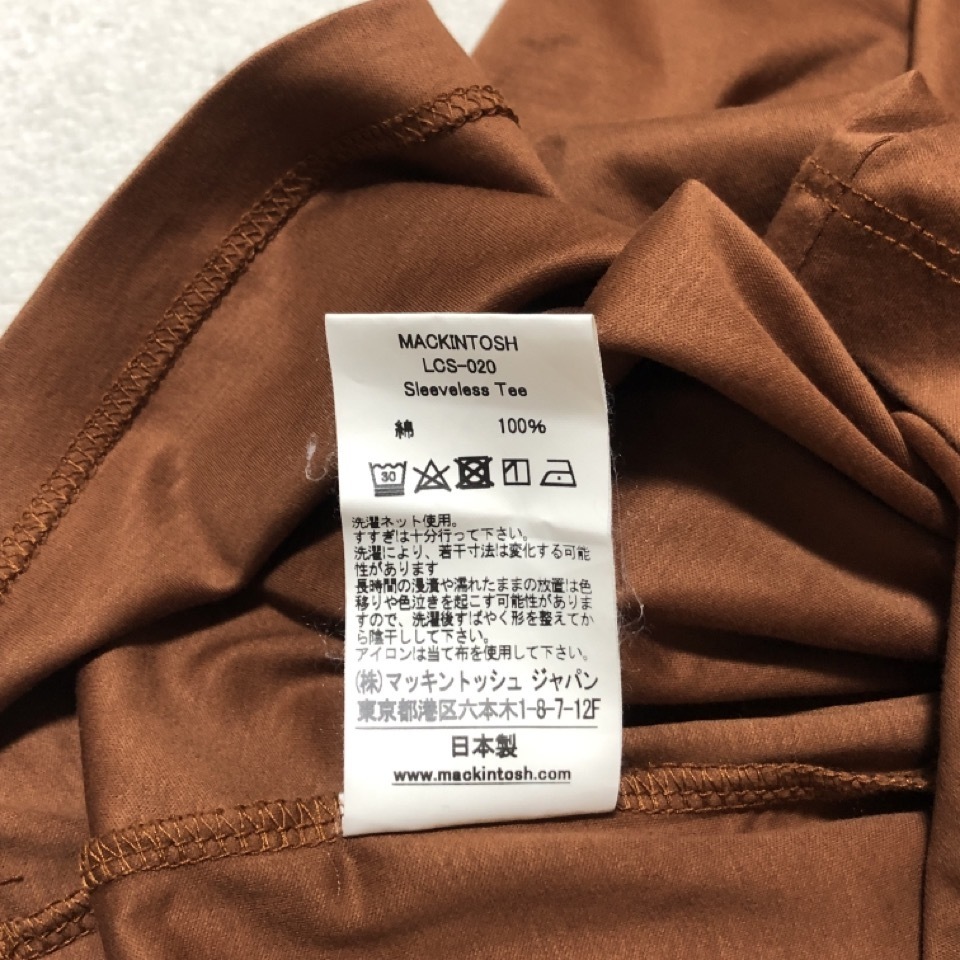 MACKINTOSH
LCS-020
Sleeveless Tee
綿 100%
30
洗濯ネット使用。
すすぎは十分行って下さい。
洗濯により、若干寸法は変化する可能
性があります
長時間の浸漬や濡れたままの放置は色
移りや色泣きを起こす可能性がありま
すので、洗濯後すばやく形を整えてか
ら陰干しして下さい。
アイロンは当て布を使用して下さい。
(株)マッキントッシュ ジャパン
東京都港区六本木1-8-7-12F
日本製
www.mackintosh.com